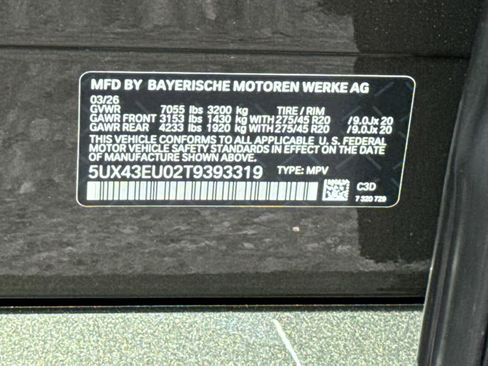 MFD BY BAYERISCHE MOTOREN WERKE AG
03/26
GVWR 7055 lbs 3200 kg TIRE / RIM
GAWR FRONT 3153 lbs 1430 kg WITH 275/45 R20 /9.0Jx 20
GAWR REAR 4233 lbs 1920 kg WITH 275/45 R20 /9.0Jx 20
THIS VEHICLE CONFORMS TO ALL APPLICABLE U. S. FEDERAL
MOTOR VEHICLE SAFETY STANDARDS IN EFFECT ON THE DATE OF
MANUFACTURE SHOWN ABOVE.
5UX43EU02T9393319 TYPE: MPV
C3D
7 320 729